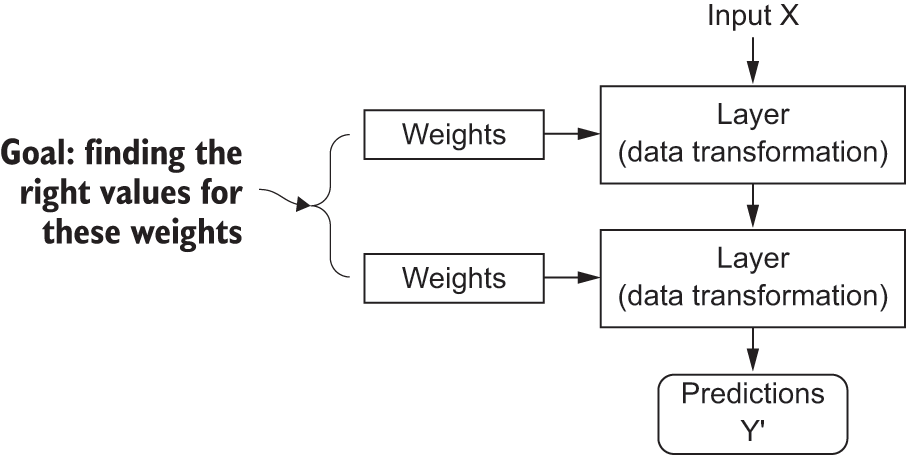 Input X
Weights
Layer
(data transformation)
Goal: finding the
right values for
these weights
Weights
Layer
(data transformation)
Predictions
Y'